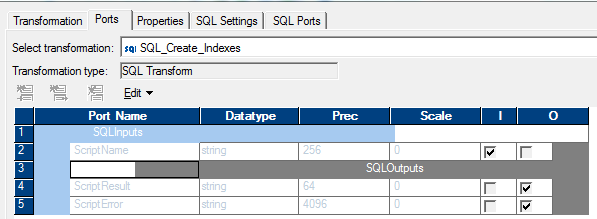 Transformation Ports Properties SQL Settings SQL Ports
Select transformation: SQL SQL_Create_Indexes
Transformation type: SQL Transform
Edit
Port Name Datatype Prec Scale I O
1 SQLInputs
2 ScriptName string 256 0
3 SQLOutputs
4 ScriptResult string 64 0
5 ScriptError string 4096 0